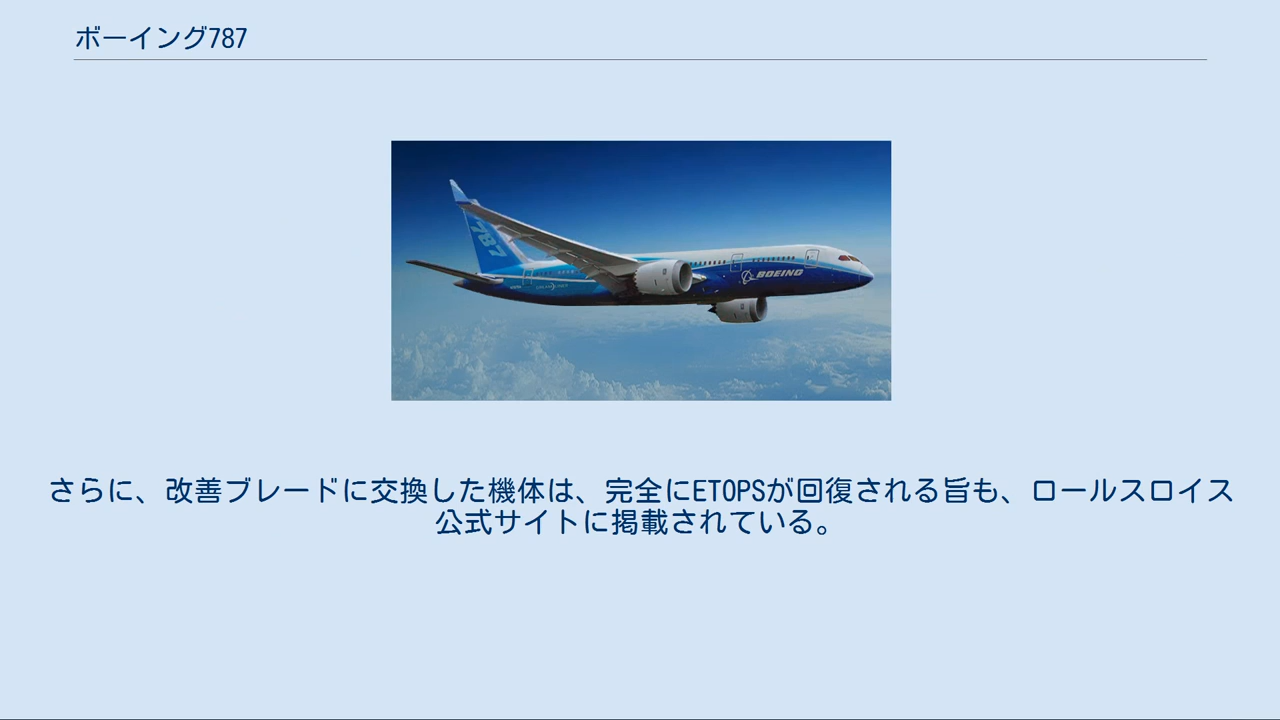 ボーイング787
787
BOEING
さらに、改善ブレードに交換した機体は、完全にETOPSが回復される旨も、ロールスロイス
公式サイトに掲載されている。